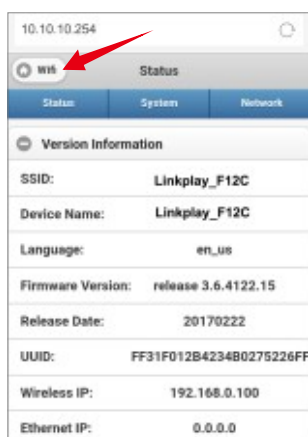 10.10.10.254
Wifi
Status
Status System Network
Version Information
SSID: Linkplay_F12C
Device Name: Linkplay_F12C
Language: en_us
Firmware Version: release 3.6.4122.15
Release Date: 20170222
UUID: FF31F012B4234B0275226FF
Wireless IP: 192.168.0.100
Ethernet IP: 0.0.0.0